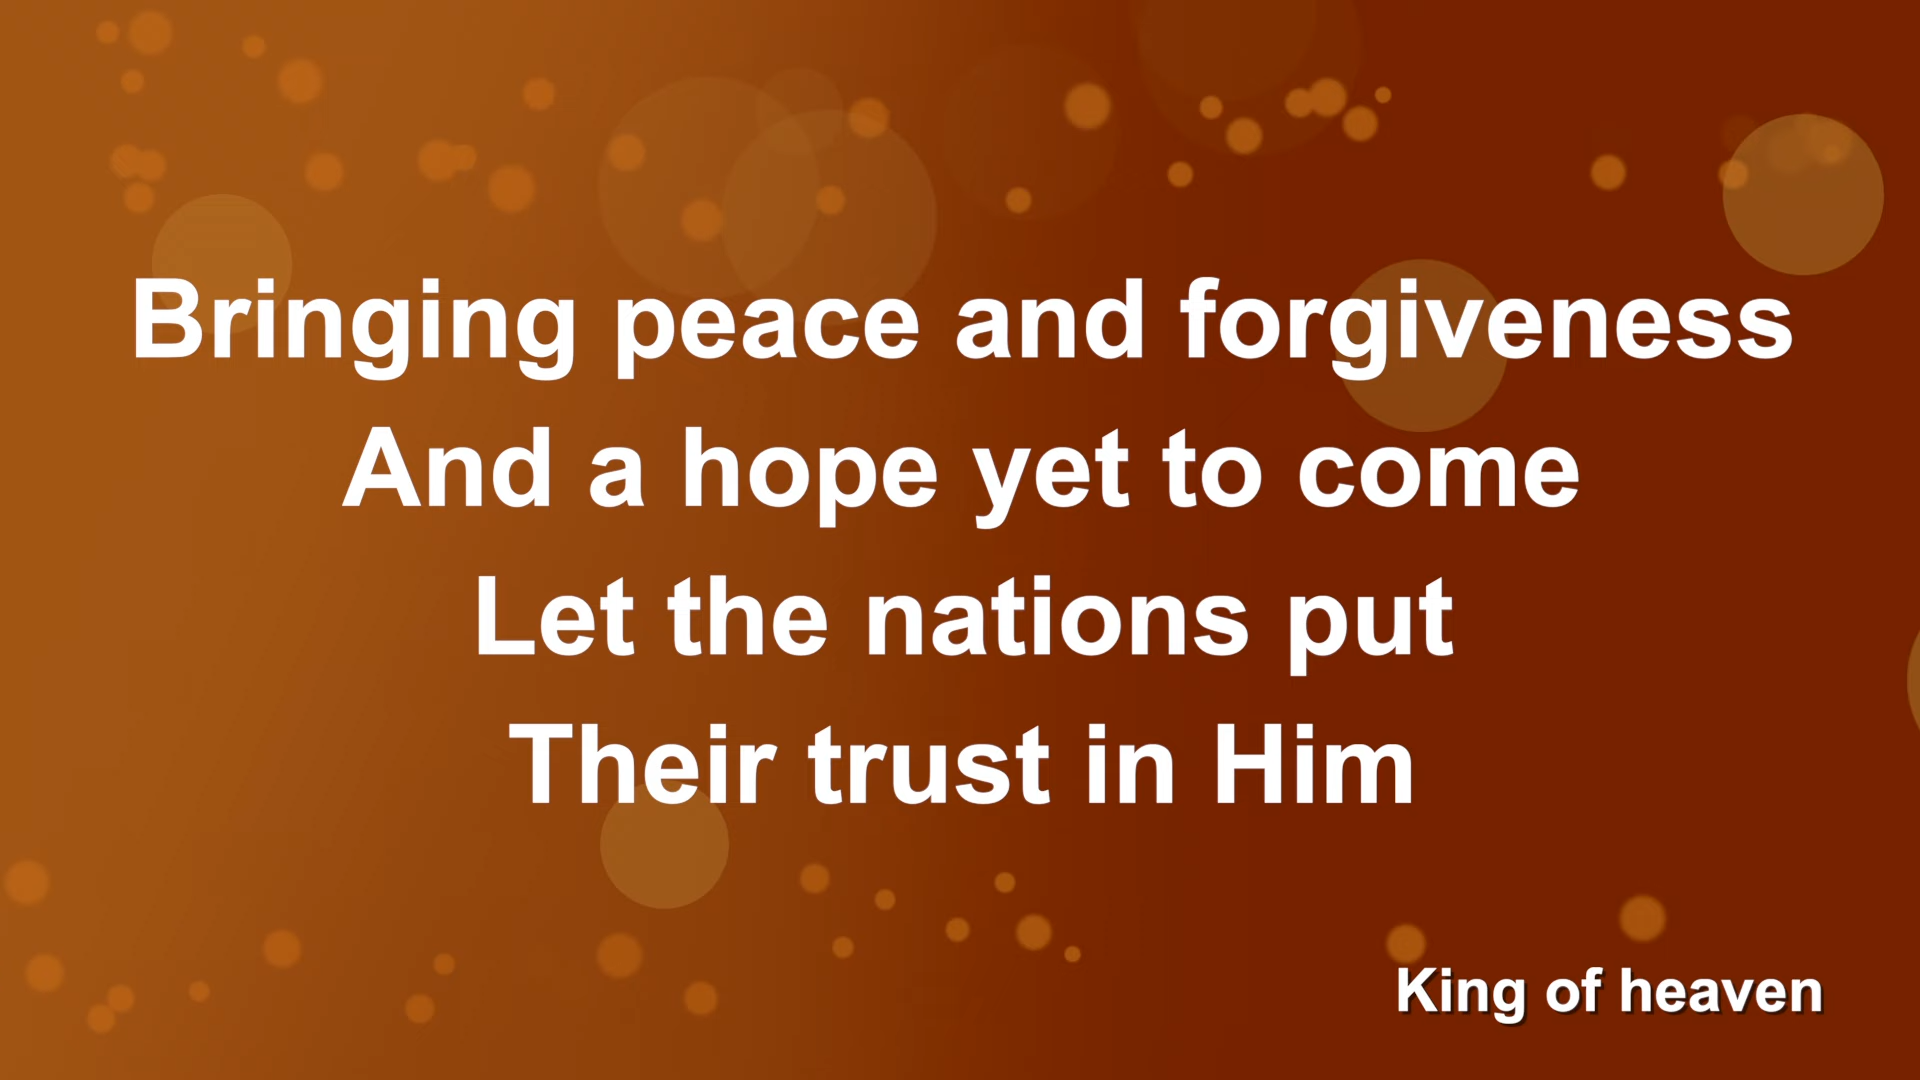 Bringing peace and forgiveness
And a hope yet to come
Let the nations put
Their trust in Him
King of heaven